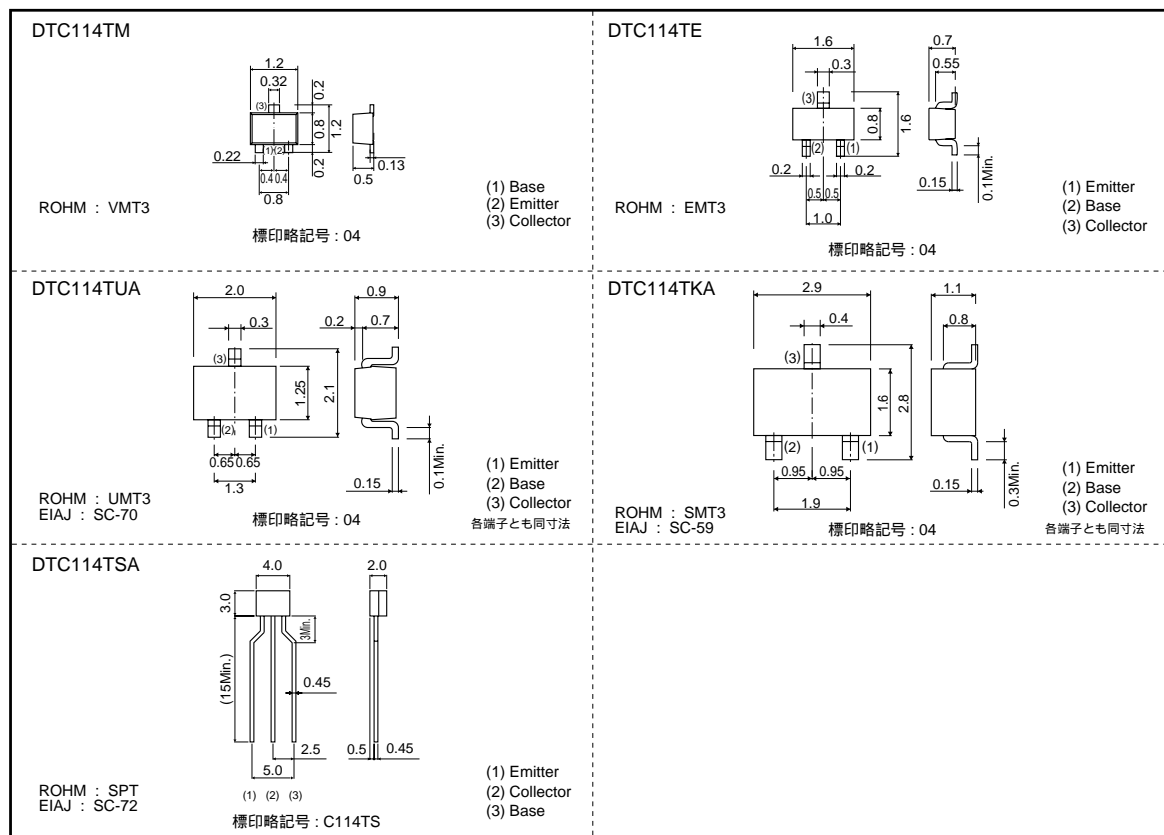 DTC114TM
1.2
0.32
0.2
(3)
0.8
1.2
(1)
(2)
0.22
0.2
0.13
0.4
0.4
0.5
0.8
(1) Base
(2) Emitter
(3) Collector
ROHM : VMT3
標印略記号 : 04
DTC114TE
1.6
0.7
0.3
0.55
(3)
0.8
1.6
(2)
(1)
0.2
0.2
0.1Min.
0.15
0.5
0.5
1.0
(1) Emitter
(2) Base
(3) Collector
ROHM : EMT3
標印略記号 : 04
DTC114TUA
2.0
0.9
0.3
0.2
0.7
(3)
1.25
2.1
(2)
(1)
0.65
0.65
0.1Min.
1.3
0.15
(1) Emitter
(2) Base
(3) Collector
各端子とも同寸法
ROHM : UMT3
EIAJ : SC-70
標印略記号 : 04
DTC114TKA
2.9
1.1
0.4
0.8
(3)
1.6
2.8
(2)
(1)
0.95
0.95
0.3Min.
1.9
0.15
(1) Emitter
(2) Base
(3) Collector
各端子とも同寸法
ROHM : SMT3
EIAJ : SC-59
標印略記号 : 04
DTC114TSA
4.0
2.0
3.0
3Min.
(15Min.)
0.45
2.5
0.5
0.45
5.0
(1) (2) (3)
(1) Emitter
(2) Collector
(3) Base
ROHM : SPT
EIAJ : SC-72
標印略記号 : C114TS